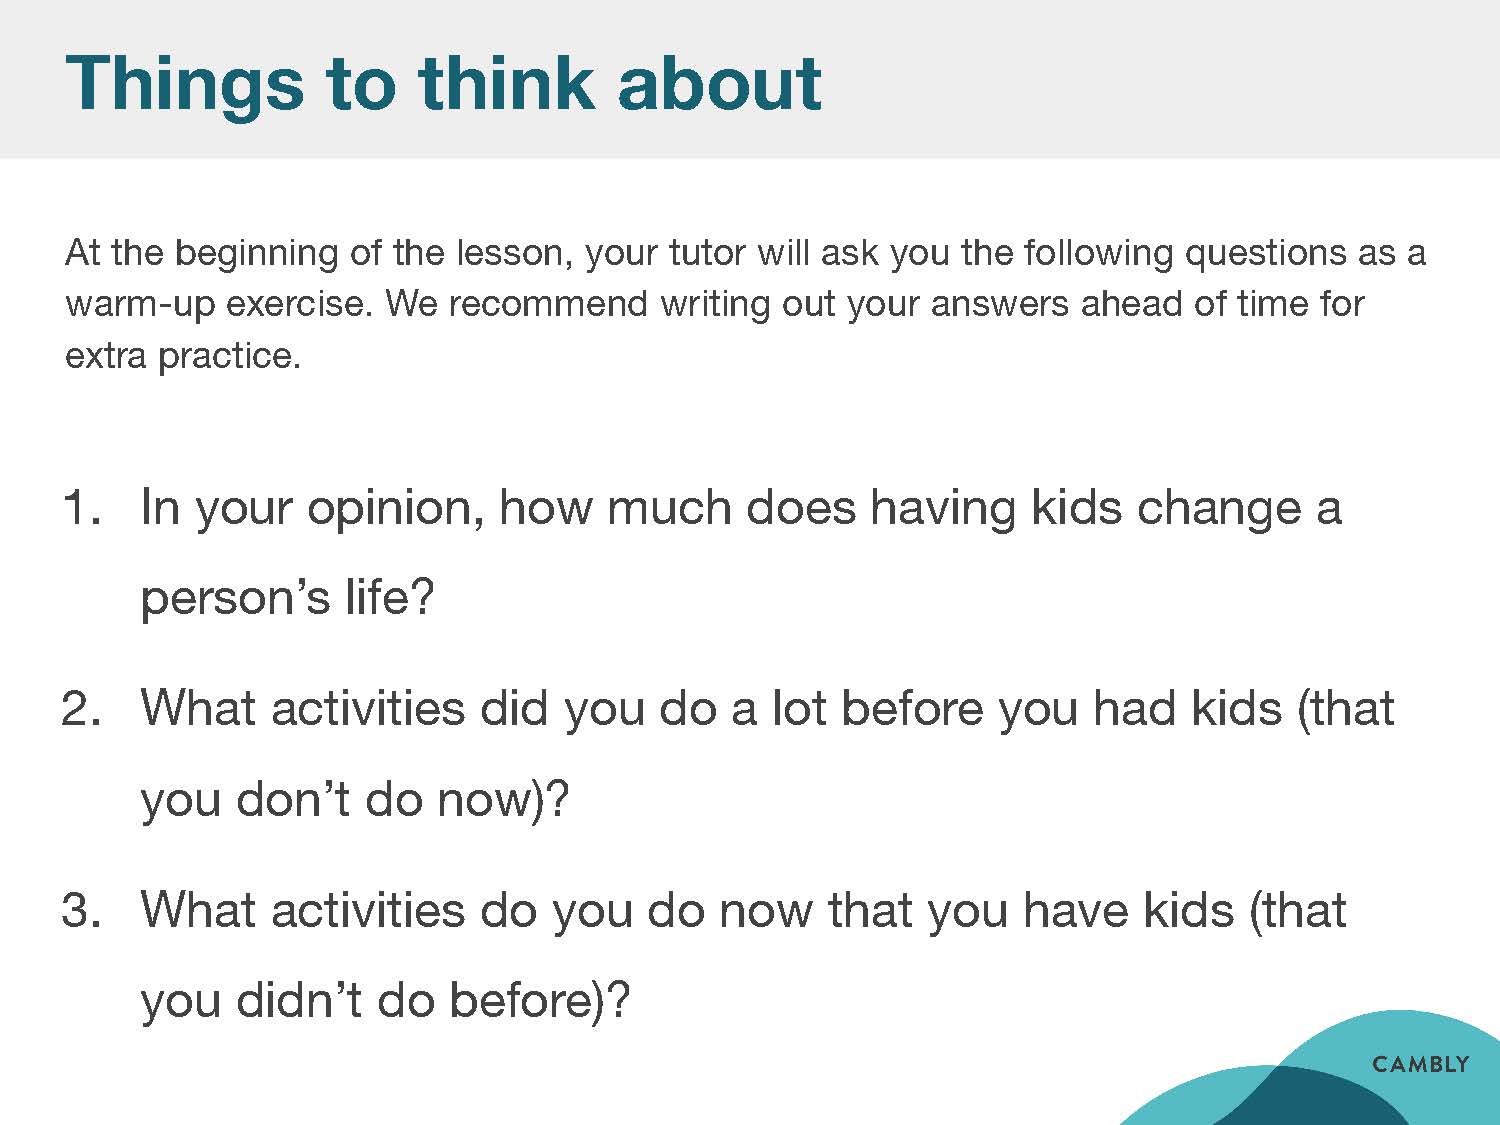 Things to think about
At the beginning of the lesson, your tutor will ask you the following questions as a
warm-up exercise. We recommend writing out your answers ahead of time for
extra practice.
1. In your opinion, how much does having kids change a
person’s life?
2. What activities did you do a lot before you had kids (that
you don’t do now)?
3. What activities do you do now that you have kids (that
you didn’t do before)?
CAMBLY